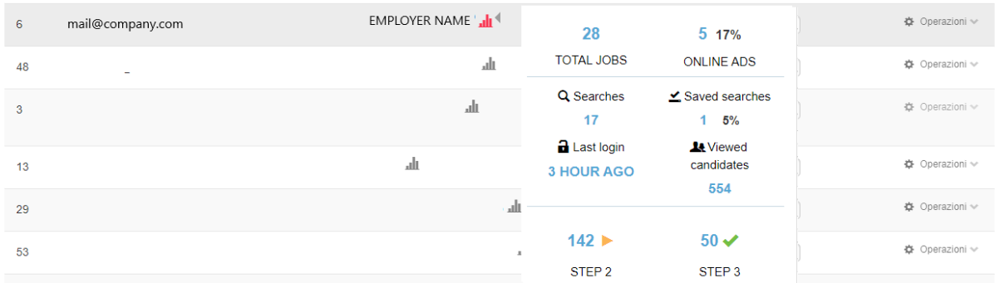 6 mail@company.com EMPLOYER NAME Operazioni
28 5 17%
TOTAL JOBS ONLINE ADS
48 - Operazioni
Searches Saved searches
17 1 5%
3 Operazioni
Last login Viewed
candidates
3 HOUR AGO
554
13 Operazioni
29 Operazioni
142 50
53 Operazioni
STEP 2 STEP 3